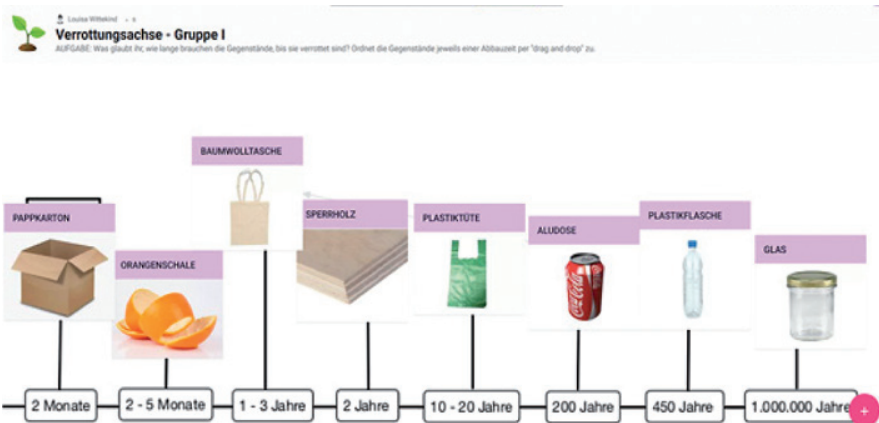 Louisa Wittekind
Verrottungsachse - Gruppe I
AUFGABE: Was glaubt ihr, wie lange brauchen die Gegenstände, bis sie verrottet sind? Ordnet die Gegenstände jeweils einer Abbauzeit per "drag and drop" zu.
BAUMWOLLTASCHE
PAPPKARTON
SPERRHOLZ
PLASTIKTÜTE
PLASTIKFLASCHE
ALUDOSE
GLAS
ORANGENSCHALE
Coca-Cola
2 Monate
2 - 5 Monate
1 - 3 Jahre
2 Jahre
10 - 20 Jahre
200 Jahre
450 Jahre
1.000.000 Jahre
+